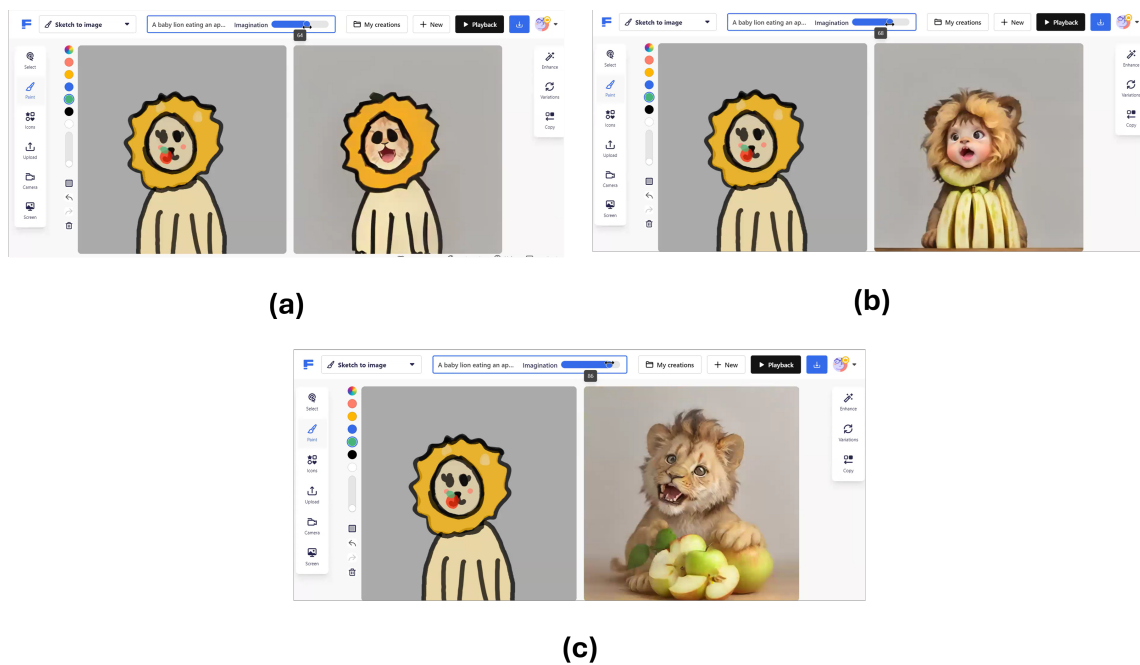 Sketch to image
A baby lion eating an ap... Imagination
64
My creations
+ New
Playback
Select
Paint
Icons
Upload
Camera
Screen
Enhance
Variations
Copy
(a)
Sketch to image
A baby lion eating an ap... Imagination
68
My creations
+ New
Playback
Select
Paint
Icons
Upload
Camera
Screen
Enhance
Variations
Copy
(b)
Sketch to image
A baby lion eating an ap... Imagination
86
My creations
+ New
Playback
Select
Paint
Icons
Upload
Camera
Screen
Enhance
Variations
Copy
(c)